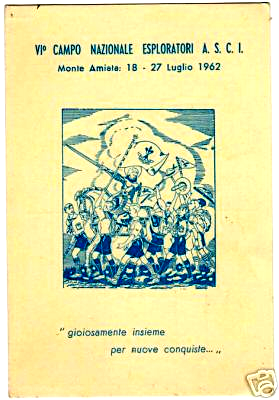 VIº CAMPO NAZIONALE ESPLORATORI A. S. C. I.
Monte Amiata: 18 - 27 Luglio 1962
"gioiosamente insieme
per nuove conquiste...„